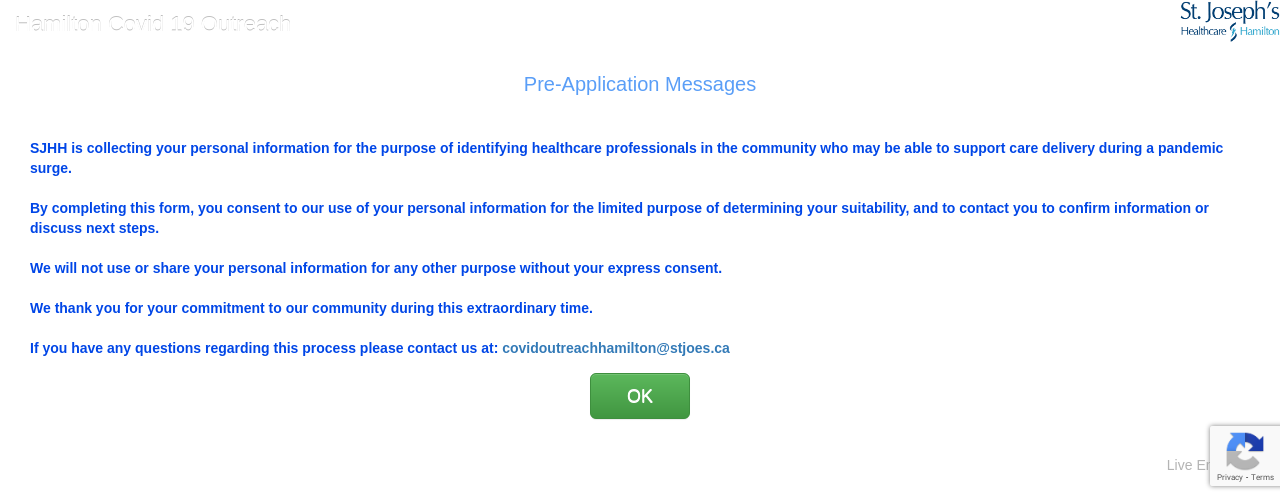 Hamilton Covid 19 Outreach
St. Joseph's
Healthcare Hamilton
Pre-Application Messages
SJHH is collecting your personal information for the purpose of identifying healthcare professionals in the community who may be able to support care delivery during a pandemic
surge.
By completing this form, you consent to our use of your personal information for the limited purpose of determining your suitability, and to contact you to confirm information or
discuss next steps.
We will not use or share your personal information for any other purpose without your express consent.
We thank you for your commitment to our community during this extraordinary time.
If you have any questions regarding this process please contact us at: covidoutreachhamilton@stjoes.ca
OK
Live
Privacy - Terms